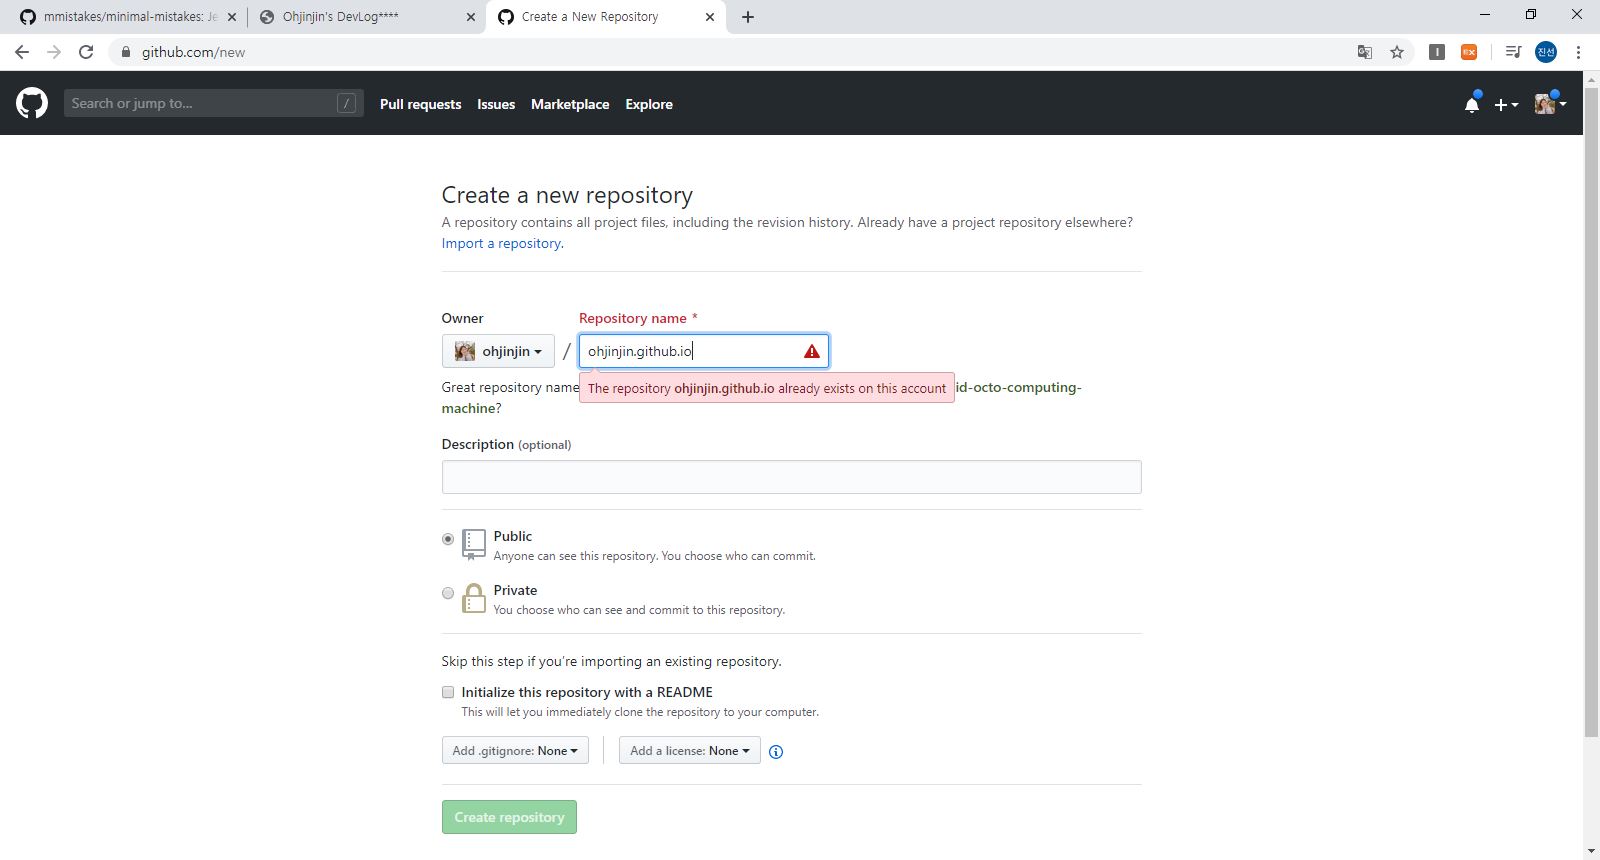 mmistakes/minimal-mistakes: Je
Ohjinjin's DevLog****
Create a New Repository
github.com/new
진선
Search or jump to...
/
Pull requests
Issues
Marketplace
Explore
Create a new repository
A repository contains all project files, including the revision history. Already have a project repository elsewhere?
Import a repository.
Owner
Repository name *
ohjinjin
/
ohjinjin.github.io
Great repository name
The repository ohjinjin.github.io already exists on this account
id-octo-computing-
machine?
Description (optional)
Public
Anyone can see this repository. You choose who can commit.
Private
You choose who can see and commit to this repository.
Skip this step if you’re importing an existing repository.
Initialize this repository with a README
This will let you immediately clone the repository to your computer.
Add .gitignore: None
Add a license: None
Create repository